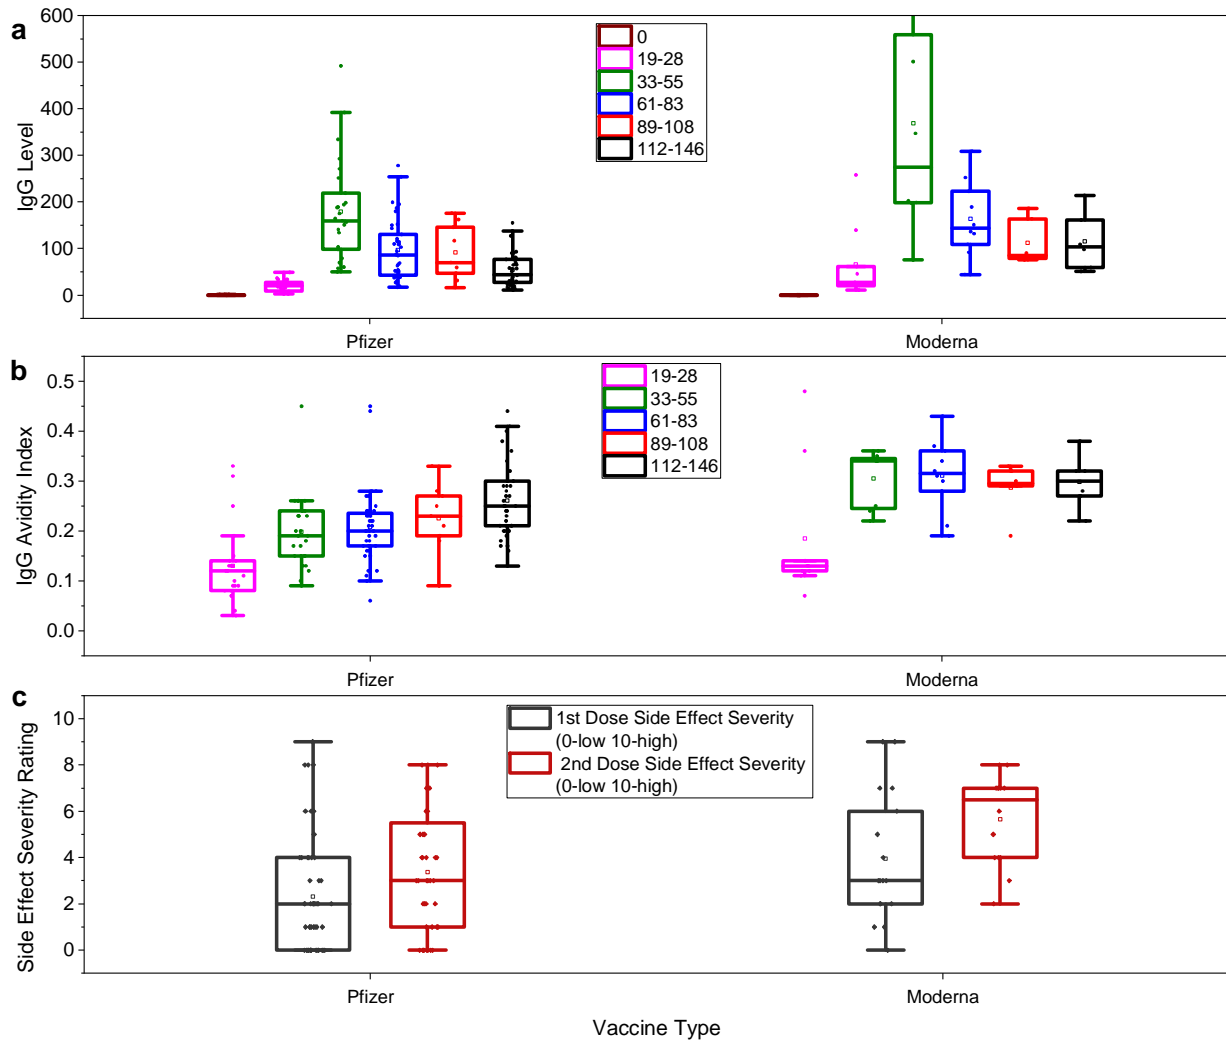 a
IgG Level
600
500
400
300
200
100
0
0
19-28
33-55
61-83
89-108
112-146
Pfizer
Moderna
b
IgG Avidity Index
0.5
0.4
0.3
0.2
0.1
0.0
19-28
33-55
61-83
89-108
112-146
Pfizer
Moderna
c
Side Effect Severity Rating
10
8
6
4
2
0
1st Dose Side Effect Severity
(0-low 10-high)
2nd Dose Side Effect Severity
(0-low 10-high)
Pfizer
Moderna
Vaccine Type